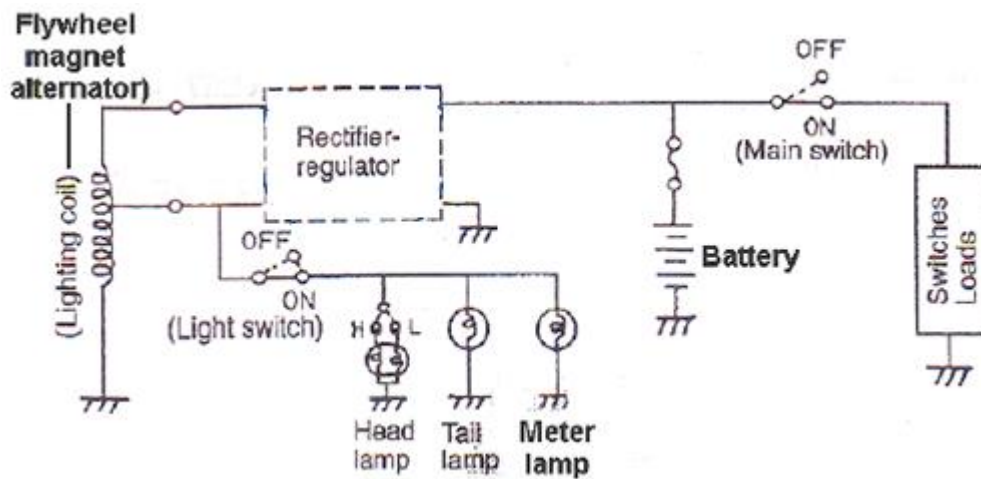 Flywheel
magnet
alternator)
(Lighting coil)
Rectifier-
regulator
OFF
ON
(Main switch)
Switches
Loads
Battery
OFF
ON
(Light switch)
H
L
Head
lamp
Tail
lamp
Meter
lamp